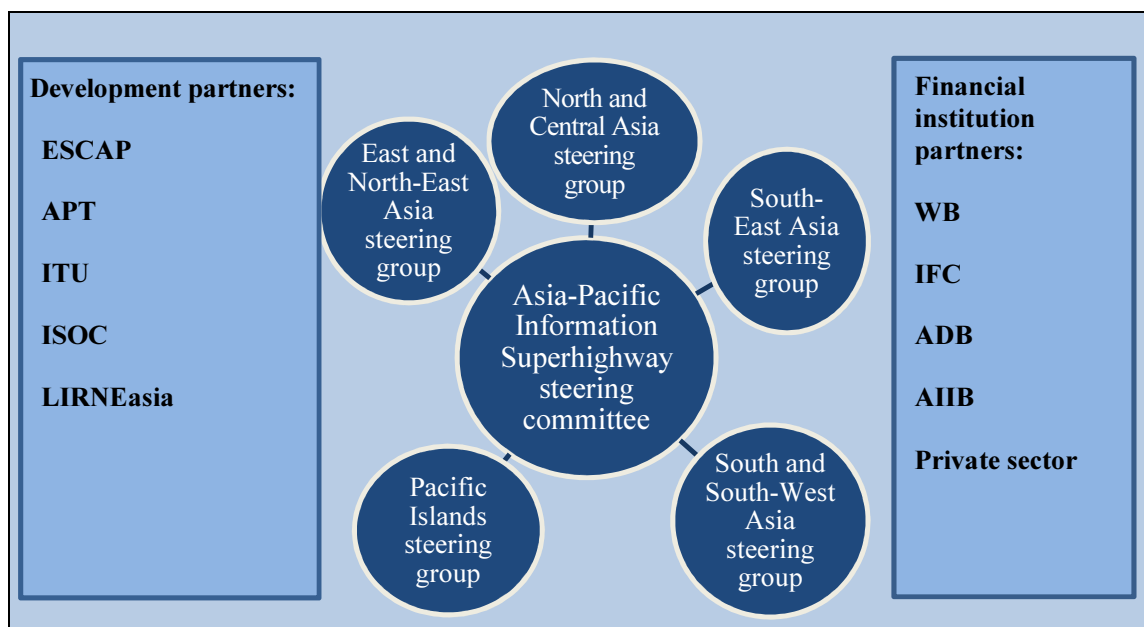 Development partners:
ESCAP
APT
ITU
ISOC
LIRNEasia
North and
Central Asia
steering
group
East and
North-East
Asia
steering
group
South-
East Asia
steering
group
Asia-Pacific
Information
Superhighway
steering
committee
Pacific
Islands
steering
group
South and
South-West
Asia
steering
group
Financial
institution
partners:
WB
IFC
ADB
AIIB
Private sector